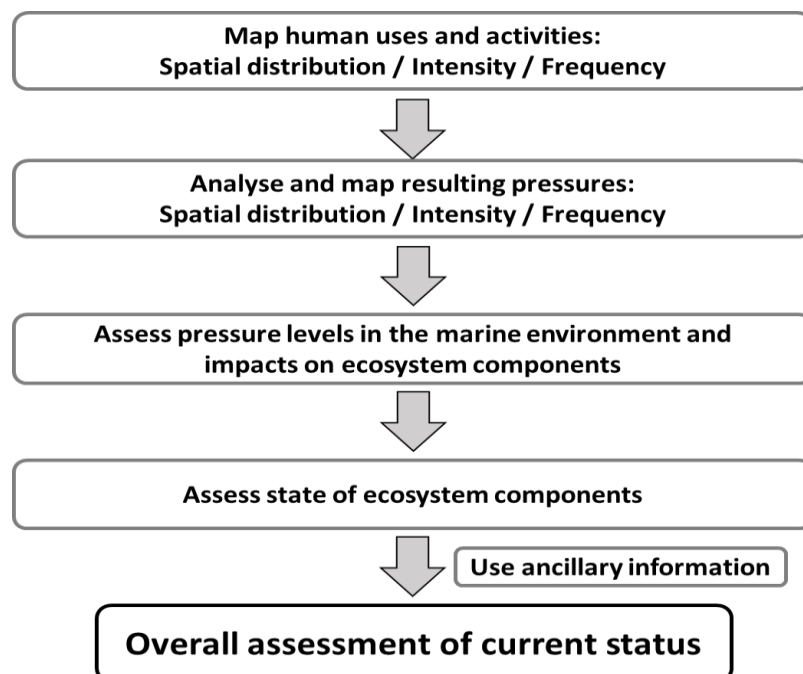 Map human uses and activities:
Spatial distribution / Intensity / Frequency
Analyse and map resulting pressures:
Spatial distribution / Intensity / Frequency
Assess pressure levels in the marine environment and
impacts on ecosystem components
Assess state of ecosystem components
Use ancillary information
Overall assessment of current status